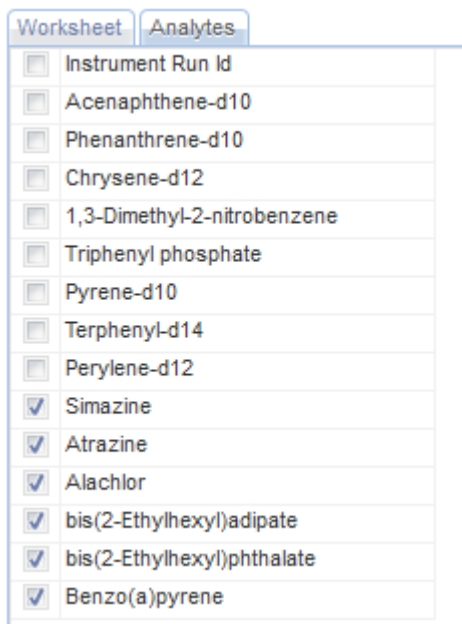 Worksheet Analytes
Instrument Run Id
Acenaphthene-d10
Phenanthrene-d10
Chrysene-d12
1,3-Dimethyl-2-nitrobenzene
Triphenyl phosphate
Pyrene-d10
Terphenyl-d14
Perylene-d12
Simazine
Atrazine
Alachlor
bis(2-Ethylhexyl)adipate
bis(2-Ethylhexyl)phthalate
Benzo(a)pyrene